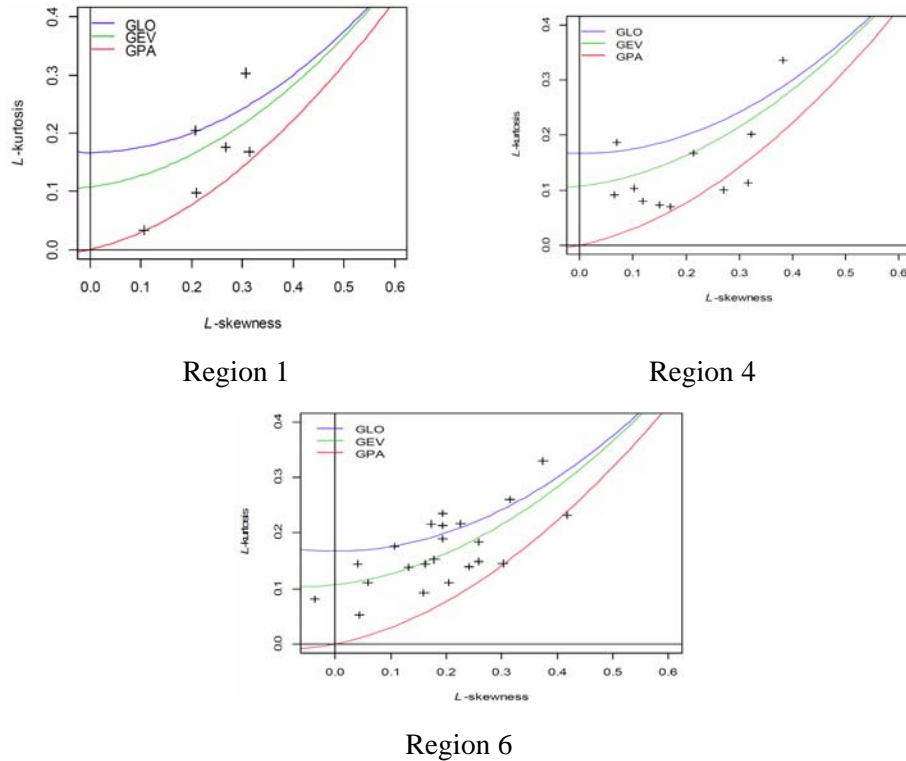 GLO
GEV
GPA
L-kurtosis
0.0 0.1 0.2 0.3 0.4
0.0 0.1 0.2 0.3 0.4 0.5 0.6
L-skewness
Region 1
GLO
GEV
GPA
L-kurtosis
0.0 0.1 0.2 0.3 0.4
0.0 0.1 0.2 0.3 0.4 0.5 0.6
L-skewness
Region 4
GLO
GEV
GPA
L-kurtosis
0.0 0.1 0.2 0.3 0.4
0.0 0.1 0.2 0.3 0.4 0.5 0.6
L-skewness
Region 6